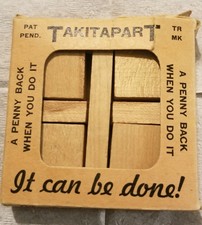 PAT
PEND.
TAKITAPART
TR
MK
A PENNY BACK
WHEN YOU DO IT
A PENNY BACK
WHEN YOU DO IT
It can be done!